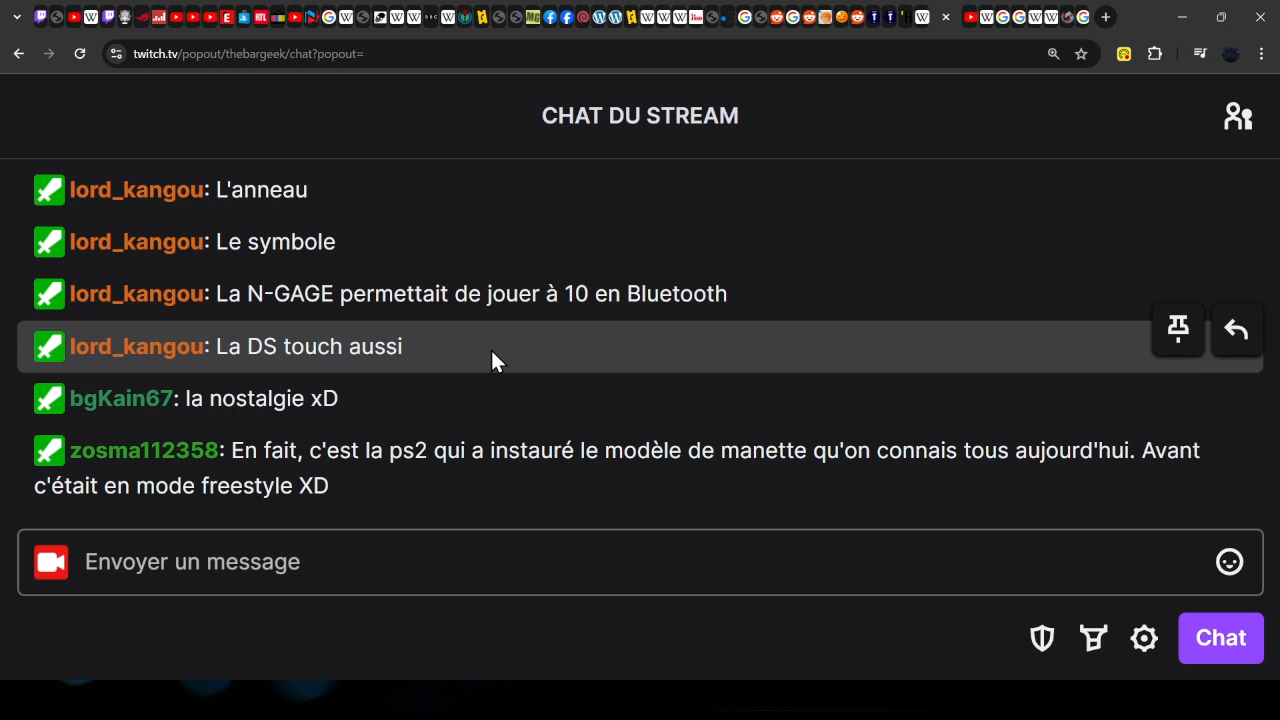 twitch.tv/popout/thebargeek/chat?popout=
CHAT DU STREAM
lord_kangou: L'anneau
lord_kangou: Le symbole
lord_kangou: La N-GAGE permettait de jouer à 10 en Bluetooth
lord_kangou: La DS touch aussi
bgKain67: la nostalgie xD
zosma112358: En fait, c'est la ps2 qui a instauré le modèle de manette qu'on connais tous aujourd'hui. Avant
c'était en mode freestyle XD
Envoyer un message
Chat